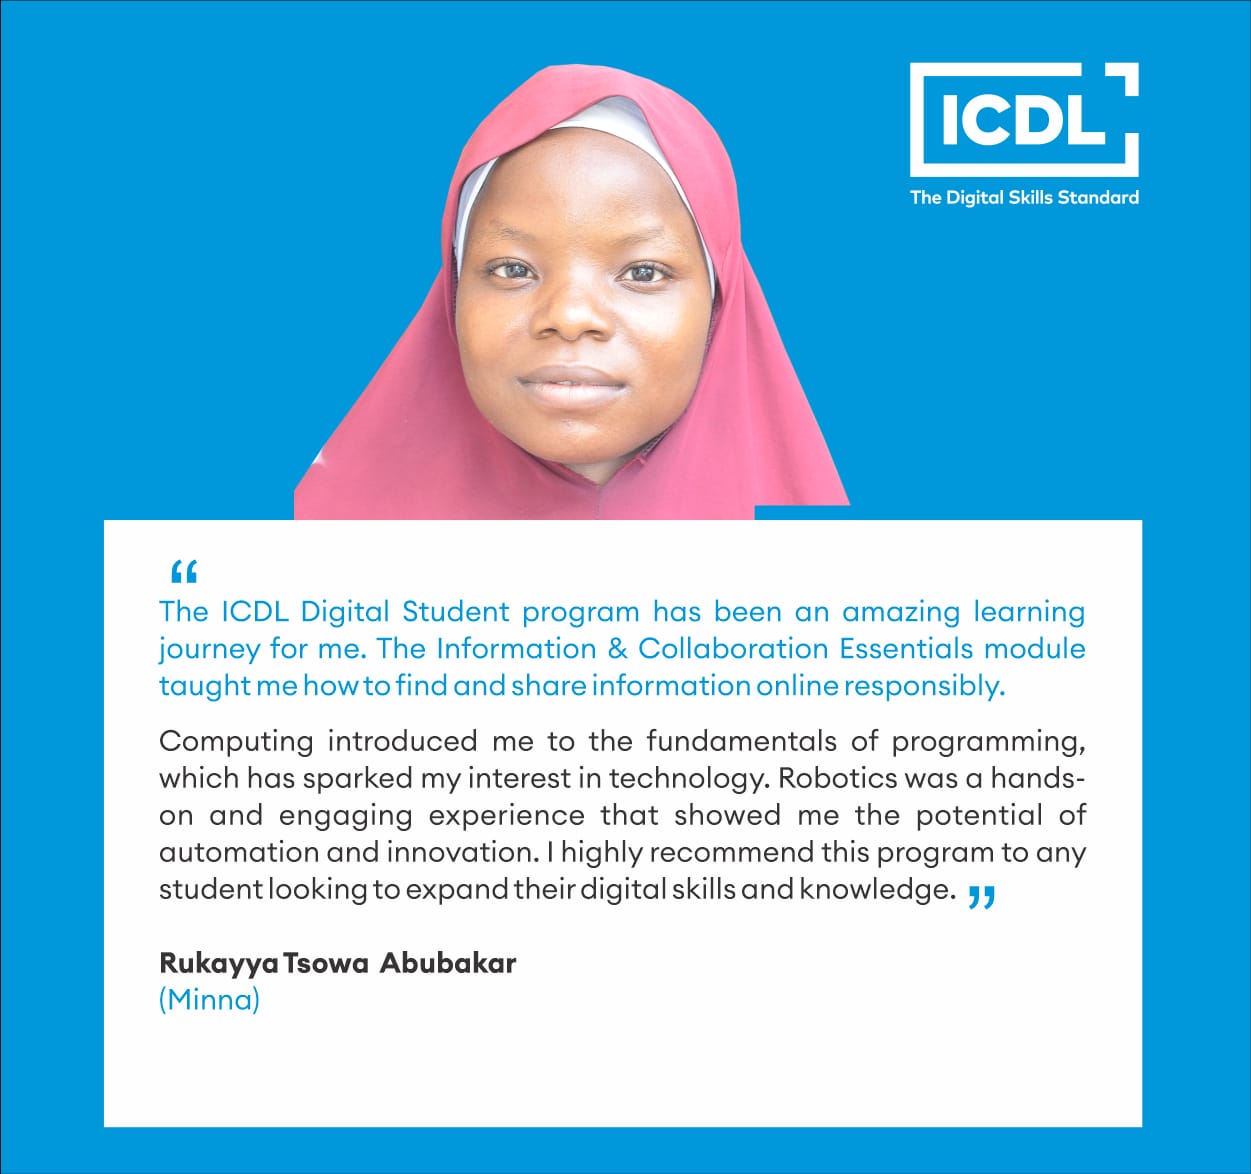 ICDL
The Digital Skills Standard
“
The ICDL Digital Student program has been an amazing learning
journey for me. The Information & Collaboration Essentials module
taught me how to find and share information online responsibly.
Computing introduced me to the fundamentals of programming,
which has sparked my interest in technology. Robotics was a hands-
on and engaging experience that showed me the potential of
automation and innovation. I highly recommend this program to any
student looking to expand their digital skills and knowledge. ”
Rukayya Tsowa Abubakar
(Minna)